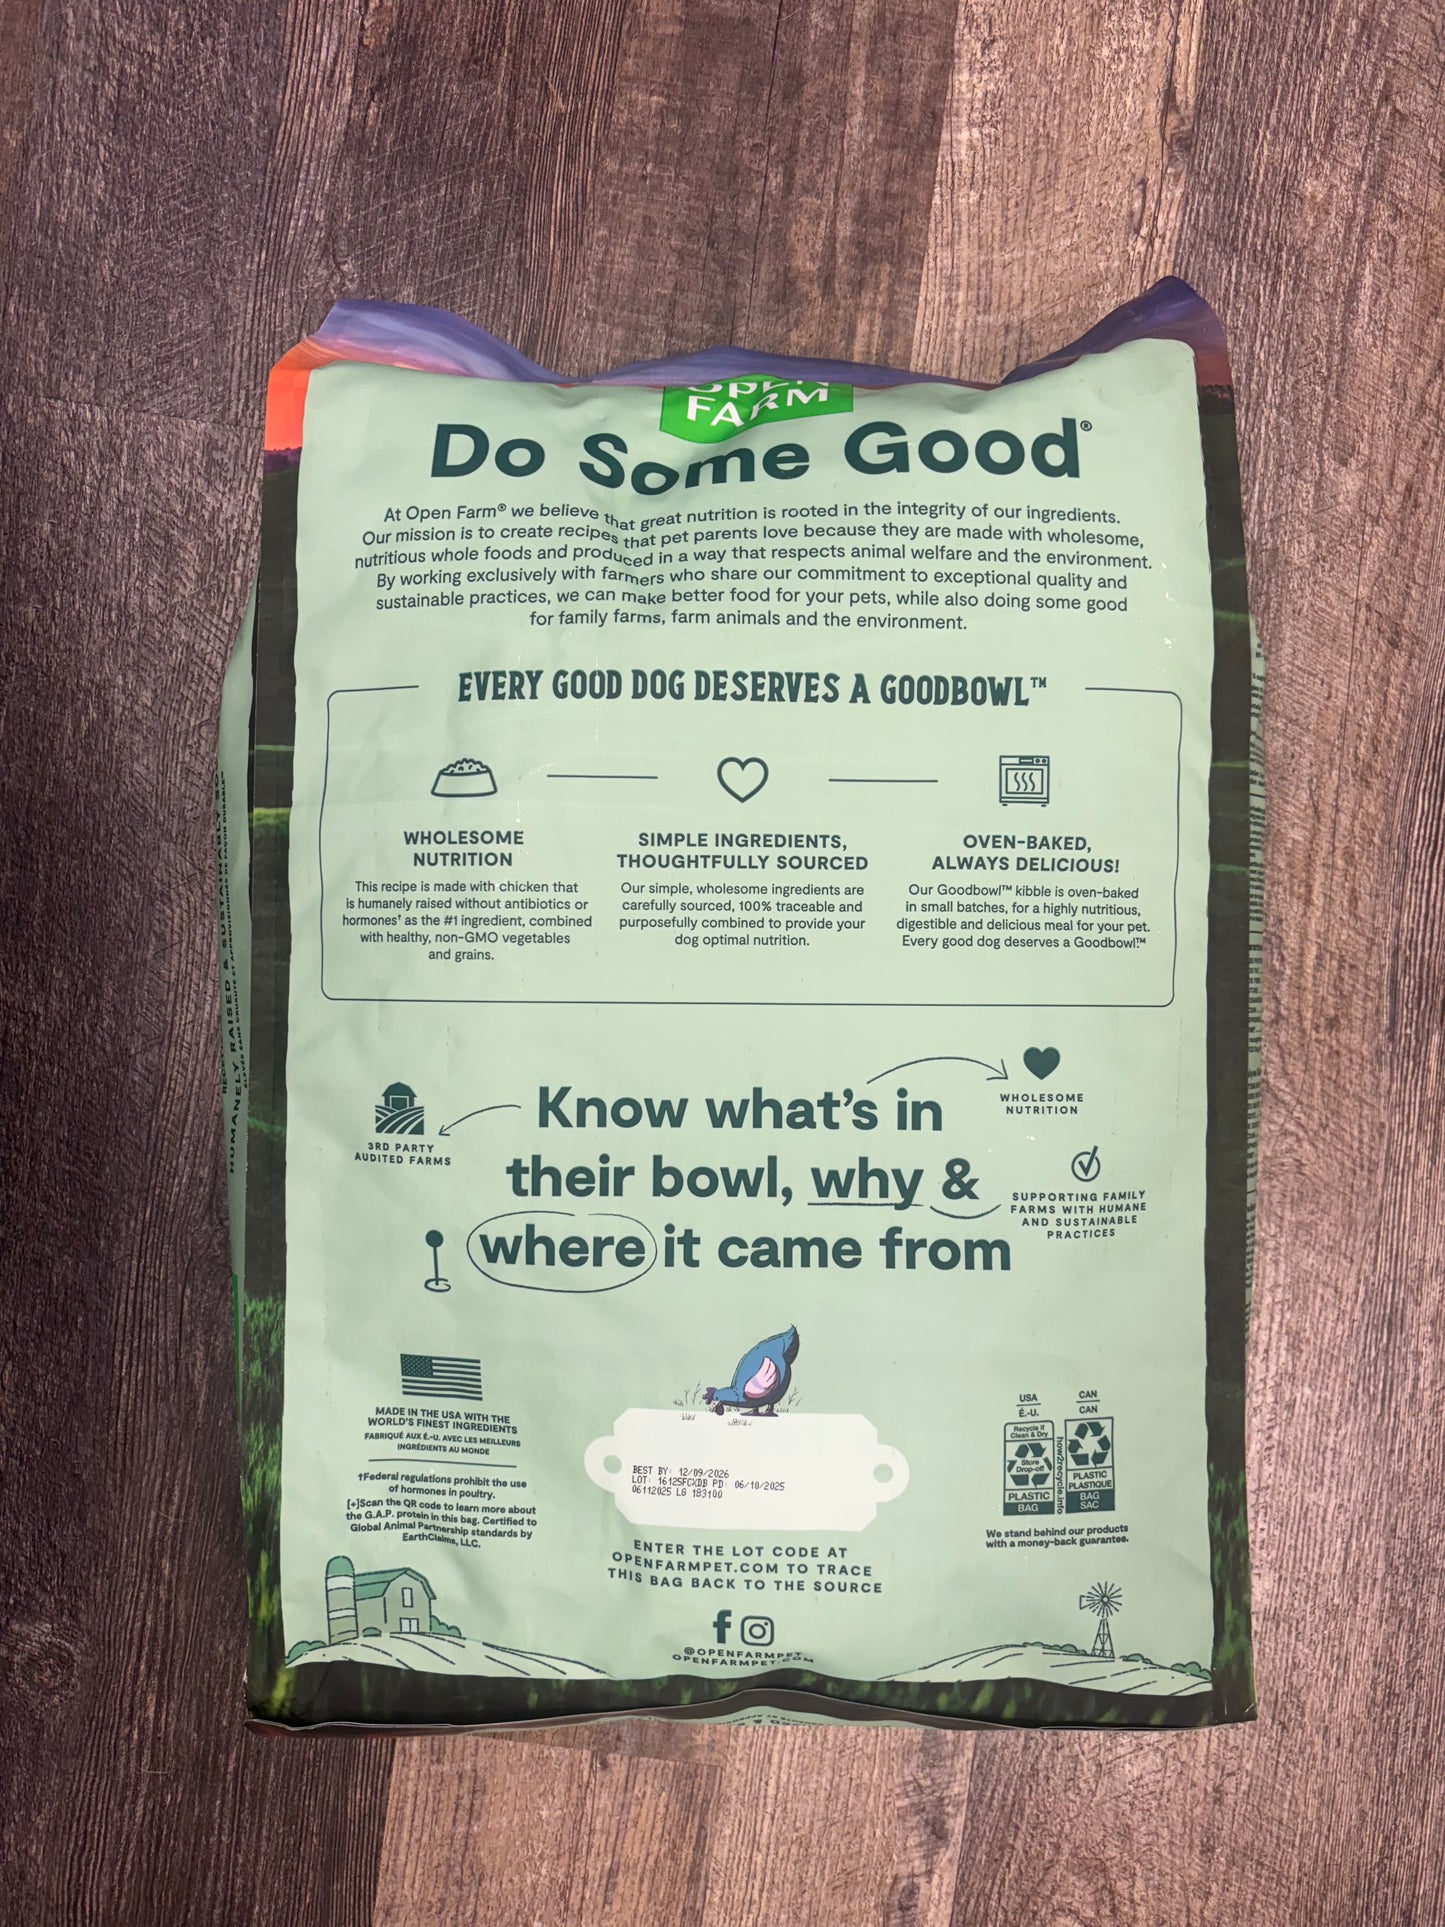 OPEN
FARM
Do Some Good®
At Open Farm® we believe that great nutrition is rooted in the integrity of our ingredients.
Our mission is to create recipes that pet parents love because they are made with wholesome,
nutritious whole foods and produced in a way that respects animal welfare and the environment.
By working exclusively with farmers who share our commitment to exceptional quality and
sustainable practices, we can make better food for your pets, while also doing some good
for family farms, farm animals and the environment.
EVERY GOOD DOG DESERVES A GOODBOWL™
WHOLESOME
NUTRITION
This recipe is made with chicken that
is humanely raised without antibiotics or
hormones† as the #1 ingredient, combined
with healthy, non-GMO vegetables
and grains.
SIMPLE INGREDIENTS,
THOUGHTFULLY SOURCED
Our simple, wholesome ingredients are
carefully sourced, 100% traceable and
purposefully combined to provide your
dog optimal nutrition.
OVEN-BAKED,
ALWAYS DELICIOUS!
Our Goodbowl™ kibble is oven-baked
in small batches, for a highly nutritious,
digestible and delicious meal for your pet.
Every good dog deserves a Goodbowl™
Know what's in
their bowl, why &
where it came from
3RD PARTY
AUDITED FARMS
WHOLESOME
NUTRITION
SUPPORTING FAMILY
FARMS WITH HUMANE
AND SUSTAINABLE
PRACTICES
MADE IN THE USA WITH THE
WORLD'S FINEST INGREDIENTS
FABRIQUÉ AUX É.-U. AVEC LES MEILLEURS
INGRÉDIENTS AU MONDE
†Federal regulations prohibit the use
of hormones in poultry.
[+]Scan the QR code to learn more about
the G.A.P. protein in this bag. Certified to
Global Animal Partnership standards by
EarthClaims, LLC.
BEST BY: 12/09/2026
LOT: 16125FCXDB PD: 06/10/2025
06112025 LG 183100
ENTER THE LOT CODE AT
OPENFARMPET.COM TO TRACE
THIS BAG BACK TO THE SOURCE
@OPENFARMPET
OPENFARMPET.COM
USA
É.-U.
Recycle if
Clean & Dry
Store
Drop-off
PLASTIC
BAG
how2recycle.info
CAN
CAN
PLASTIC
PLASTIQUE
BAG
SAC
We stand behind our products
with a money-back guarantee.
HUMANELY RAISED & SUSTAINABLY